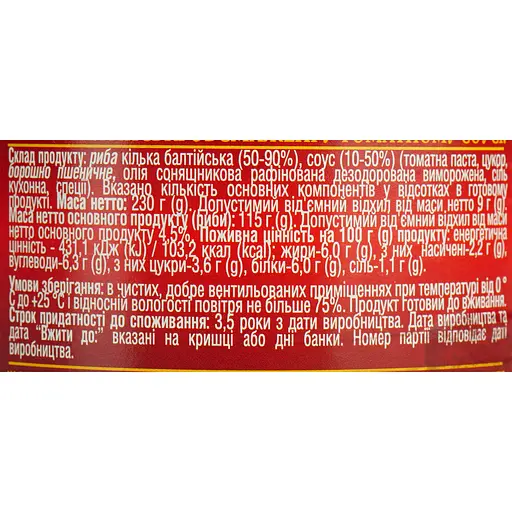 Склад продукту: риба кілька балтійська (50-90%), соус (10-50%) (томатна паста, цукор,
борошно пшеничне, олія соняшникова рафінована дезодорована виморожена, сіль
кухонна, спеції). Вказано кількість основних компонентів у відсотках в готовому
продукті. Маса нетто: 230 г (g). Допустимий від'ємний відхил від маси нетто 9 г (g).
Маса нетто основного продукту (риби): 115 г (g). Допустимий від'ємний відхил від маси
нетто основного продукту 4,5%. Поживна цінність на 100 g (г) продукту: енергетична
цінність - 431,1 кДж (kJ) / 103,2 ккал (kcal); жири-6,0 г (g), з них насичені-2,2 г (g),
вуглеводи-6,3 г (g), з них цукри-3,6 г (g), білки-6,0 г (g), сіль-1,1 г (g).
Умови зберігання: в чистих, добре вентильованих приміщеннях при температурі від 0 °
С до +25 °С і відносній вологості повітря не більше 75%. Продукт готовий до вживання.
Строк придатності до споживання: 3,5 роки з дати виробництва. Дата виробництва та
дата "Вжити до:" вказані на кришці або дні банки. Номер партії відповідає даті
виробництва.